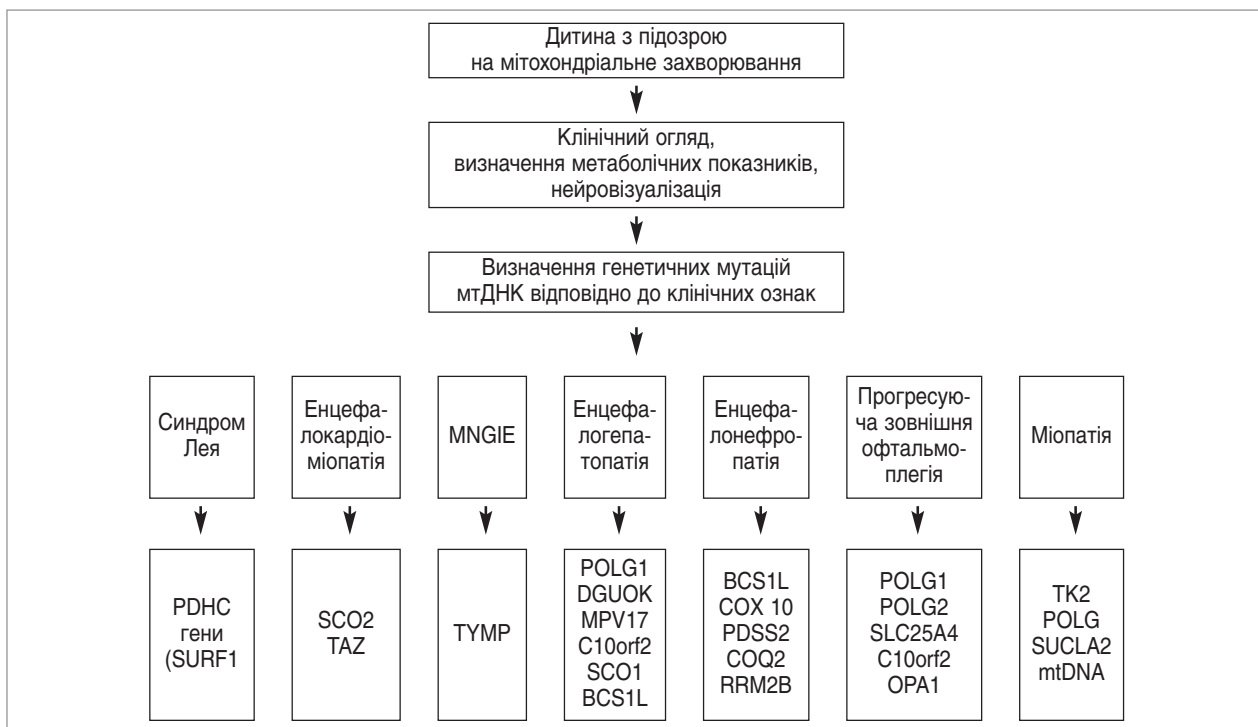 Дитина з підозрою
на мітохондріальне захворювання
Клінічний огляд,
визначення метаболічних показників,
нейровізуалізація
Визначення генетичних мутацій
мтДНК відповідно до клінічних ознак
Синдром
Лея
Енцефа-
локардіо-
міопатія
MNGIE
Енцефа-
логепа-
топатія
Енцефа-
лонефро-
патія
Прогресую-
ча зовнішня
офтальмо-
плегія
Міопатія
PDHC
гени
(SURF1
SCO2
TAZ
TYMP
POLG1
DGUOK
MPV17
C10orf2
SCO1
BCS1L
BCS1L
COX 10
PDSS2
COQ2
RRM2B
POLG1
POLG2
SLC25A4
C10orf2
OPA1
TK2
POLG
SUCLA2
mtDNA